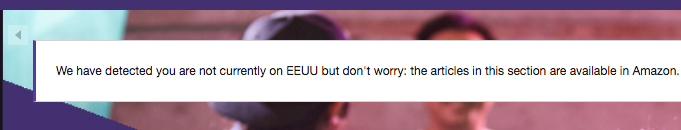 We have detected you are not currently on EEUU but don't worry: the articles in this section are available in Amazon.